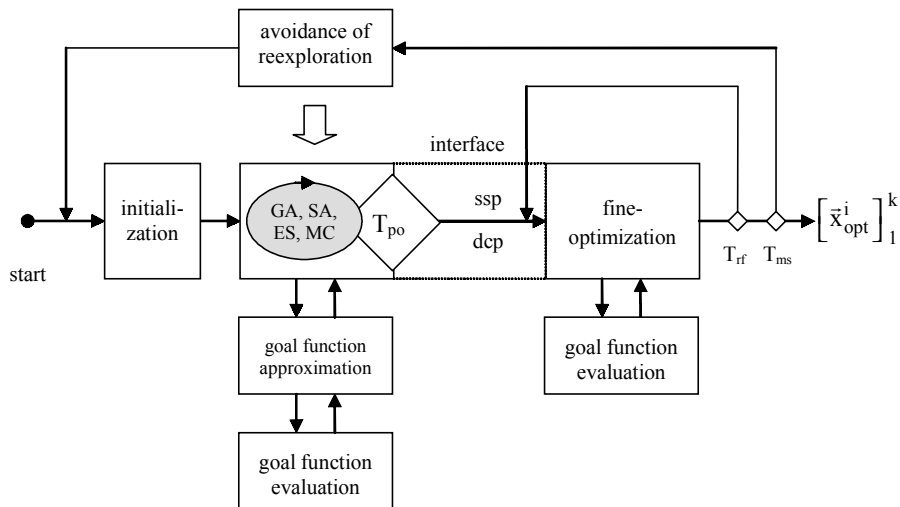 avoidance of
reexploration
interface
initiali-
zation
GA, SA,
ES, MC
T_po
ssp
dcp
fine-
optimization
T_rf
T_ms
[x⃗^i_opt]^k_1
start
goal function
approximation
goal function
evaluation
goal function
evaluation